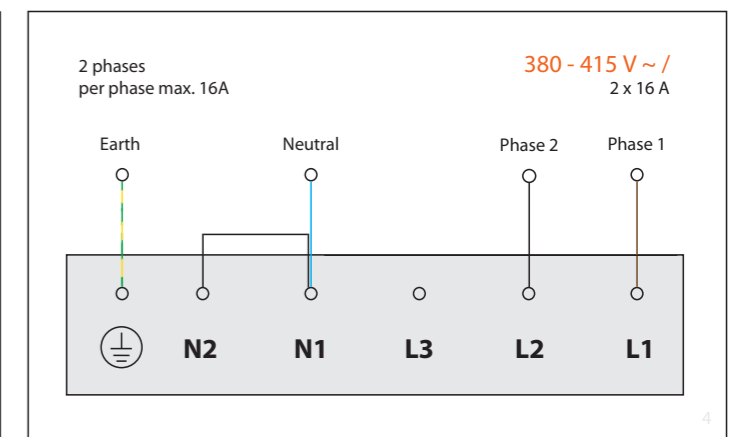 2 phases
per phase max. 16A
380 - 415 V ~ /
2 x 16 A
Earth
Neutral
Phase 2
Phase 1
N2
N1
L3
L2
L1
4